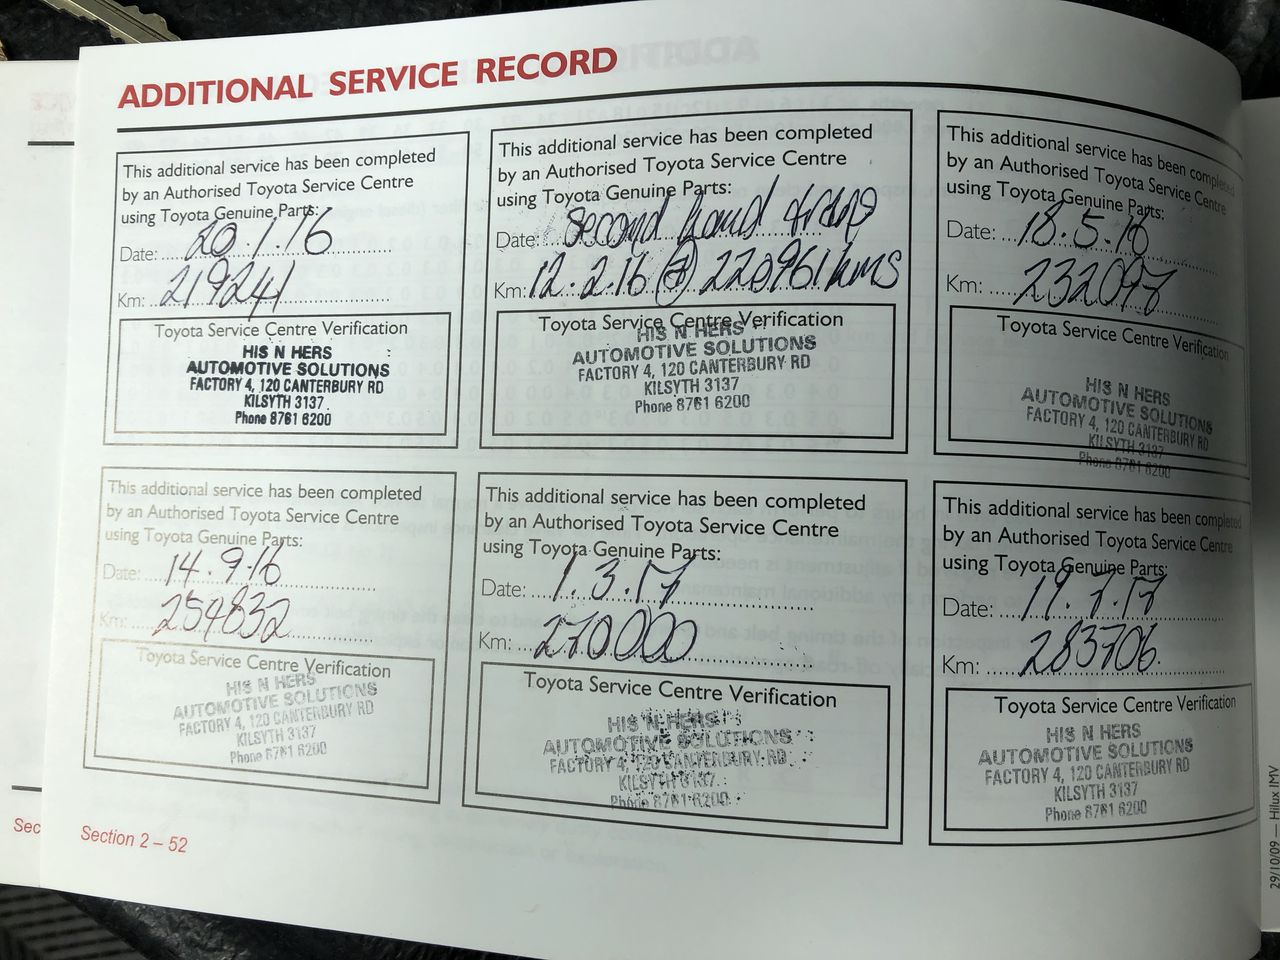 ADDITIONAL SERVICE RECORD
This additional service has been completed
by an Authorised Toyota Service Centre
using Toyota Genuine Parts:
Date: 20.1.16
Km: 219241
Toyota Service Centre Verification
HIS N HERS
AUTOMOTIVE SOLUTIONS
FACTORY 4, 120 CANTERBURY RD
KILSYTH 3137
Phone 8761 6200
This additional service has been completed
by an Authorised Toyota Service Centre
using Toyota Genuine Parts:
Date: Second hand
Km: 12.2.16 @ 220961kms
Toyota Service Centre Verification
HIS N HERS
AUTOMOTIVE SOLUTIONS
FACTORY 4, 120 CANTERBURY RD
KILSYTH 3137
Phone 8761 6200
This additional service has been completed
by an Authorised Toyota Service Centre
using Toyota Genuine Parts:
Date: 18.5.16
Km: 232097
Toyota Service Centre Verification
HIS N HERS
AUTOMOTIVE SOLUTIONS
FACTORY 4, 120 CANTERBURY RD
KILSYTH 3137
Phone 8761 6200
This additional service has been completed
by an Authorised Toyota Service Centre
using Toyota Genuine Parts:
Date: 14.9.16
Km: 254832
Toyota Service Centre Verification
HIS N HERS
AUTOMOTIVE SOLUTIONS
FACTORY 4, 120 CANTERBURY RD
KILSYTH 3137
Phone 8761 6200
This additional service has been completed
by an Authorised Toyota Service Centre
using Toyota Genuine Parts:
Date: 1.3.17
Km: 270000
Toyota Service Centre Verification
HIS N HERS
AUTOMOTIVE SOLUTIONS
FACTORY 4, 120 CANTERBURY RD
KILSYTH 3137
Phone 8761 6200
This additional service has been completed
by an Authorised Toyota Service Centre
using Toyota Genuine Parts:
Date: 19.7.17
Km: 283706
Toyota Service Centre Verification
HIS N HERS
AUTOMOTIVE SOLUTIONS
FACTORY 4, 120 CANTERBURY RD
KILSYTH 3137
Phone 8761 6200
Section 2 – 52
Sec
29/10/09 — Hilux IMV